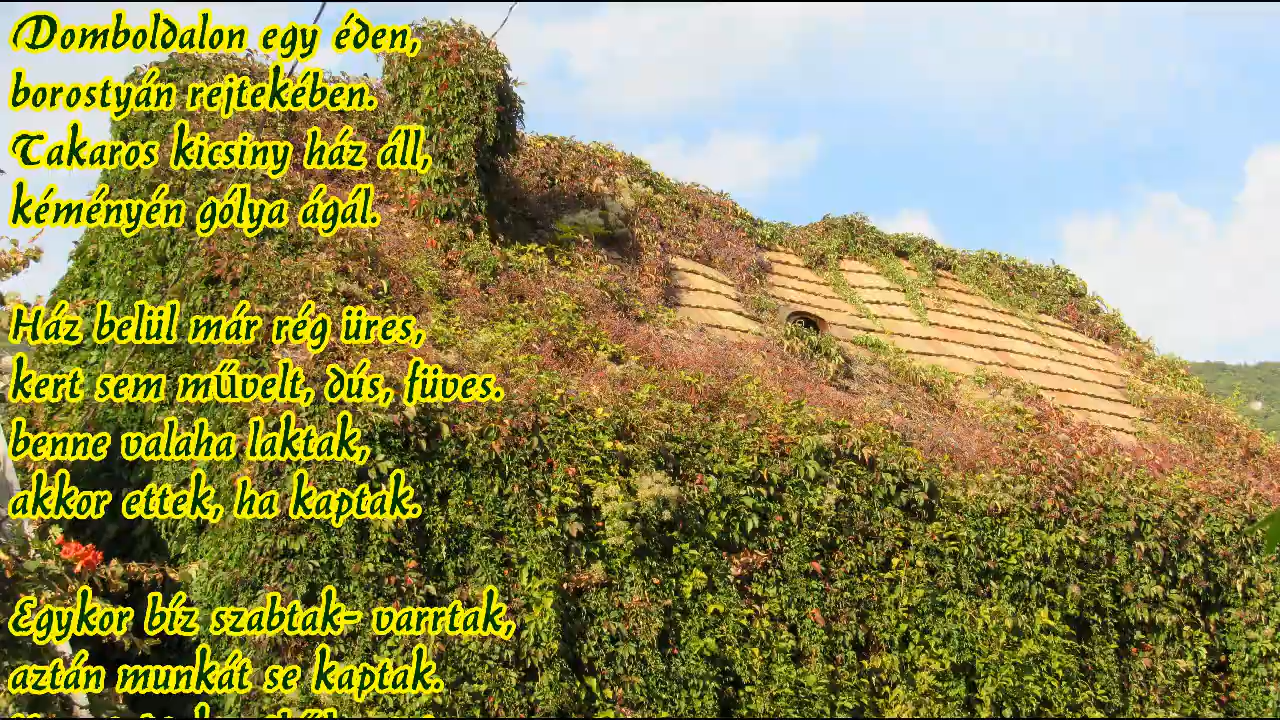 Domboldalon egy éden,
borostyán rejtekében.
Takaros kicsiny ház áll,
kéményén gólya ágál.
Ház belül már rég üres,
kert sem művelt, dús, füves.
benne valaha laktak,
akkor ettek, ha kaptak.
Egykor bíz szabtak- varrtak,
aztán munkát se kaptak.